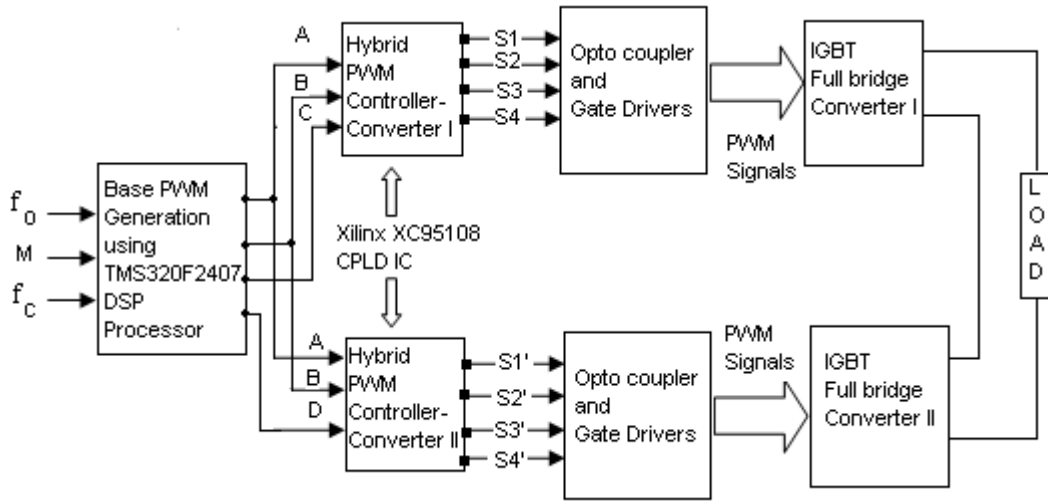 A
B
C
Hybrid
PWM
Controller-
Converter I
S1
S2
S3
S4
Opto coupler
and
Gate Drivers
PWM
Signals
IGBT
Full bridge
Converter I
fo
M
fc
Base PWM
Generation
using
TMS320F2407
DSP
Processor
Xilinx XC95108
CPLD IC
L
O
A
D
A
B
D
Hybrid
PWM
Controller-
Converter II
S1'
S2'
S3'
S4'
Opto coupler
and
Gate Drivers
PWM
Signals
IGBT
Full bridge
Converter II